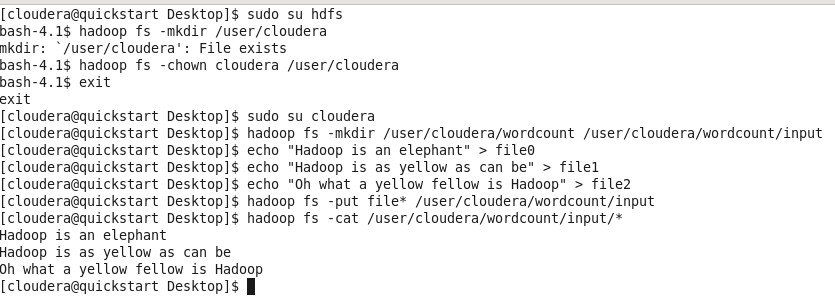 [cloudera@quickstart Desktop]$ sudo su hdfs
bash-4.1$ hadoop fs -mkdir /user/cloudera
mkdir: `/user/cloudera': File exists
bash-4.1$ hadoop fs -chown cloudera /user/cloudera
bash-4.1$ exit
exit
[cloudera@quickstart Desktop]$ sudo su cloudera
[cloudera@quickstart Desktop]$ hadoop fs -mkdir /user/cloudera/wordcount /user/cloudera/wordcount/input
[cloudera@quickstart Desktop]$ echo "Hadoop is an elephant" > file0
[cloudera@quickstart Desktop]$ echo "Hadoop is as yellow as can be" > file1
[cloudera@quickstart Desktop]$ echo "Oh what a yellow fellow is Hadoop" > file2
[cloudera@quickstart Desktop]$ hadoop fs -put file* /user/cloudera/wordcount/input
[cloudera@quickstart Desktop]$ hadoop fs -cat /user/cloudera/wordcount/input/*
Hadoop is an elephant
Hadoop is as yellow as can be
Oh what a yellow fellow is Hadoop
[cloudera@quickstart Desktop]$